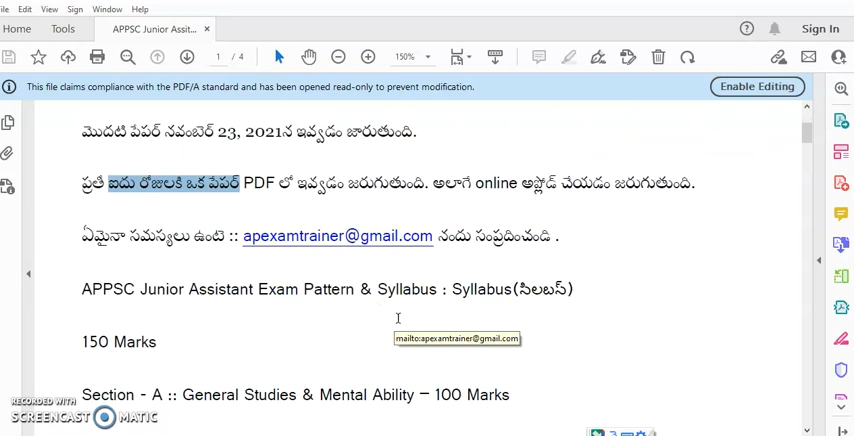 File Edit View Sign Window Help
Home Tools APPSC Junior Assist... × Sign In
1 / 4 150%
This file claims compliance with the PDF/A standard and has been opened read-only to prevent modification. Enable Editing
మొదటి పేపర్ నవంబెర్ 23, 2021న ఇవ్వడం జారుతుంది.
ప్రతీ ఐదు రోజులకి ఒక పేపర్ PDF లో ఇవ్వడం జరుగుతుంది. అలాగే online అప్లోడ్ చేయడం జరుగుతుంది.
ఏమైనా సమస్యలు ఉంటె :: apexamtrainer@gmail.com నందు సంప్రదించండి .
APPSC Junior Assistant Exam Pattern & Syllabus : Syllabus(సిలబస్)
mailto:apexamtrainer@gmail.com
150 Marks
Section - A :: General Studies & Mental Ability – 100 Marks
RECORDED WITH
SCREENCAST MATIC